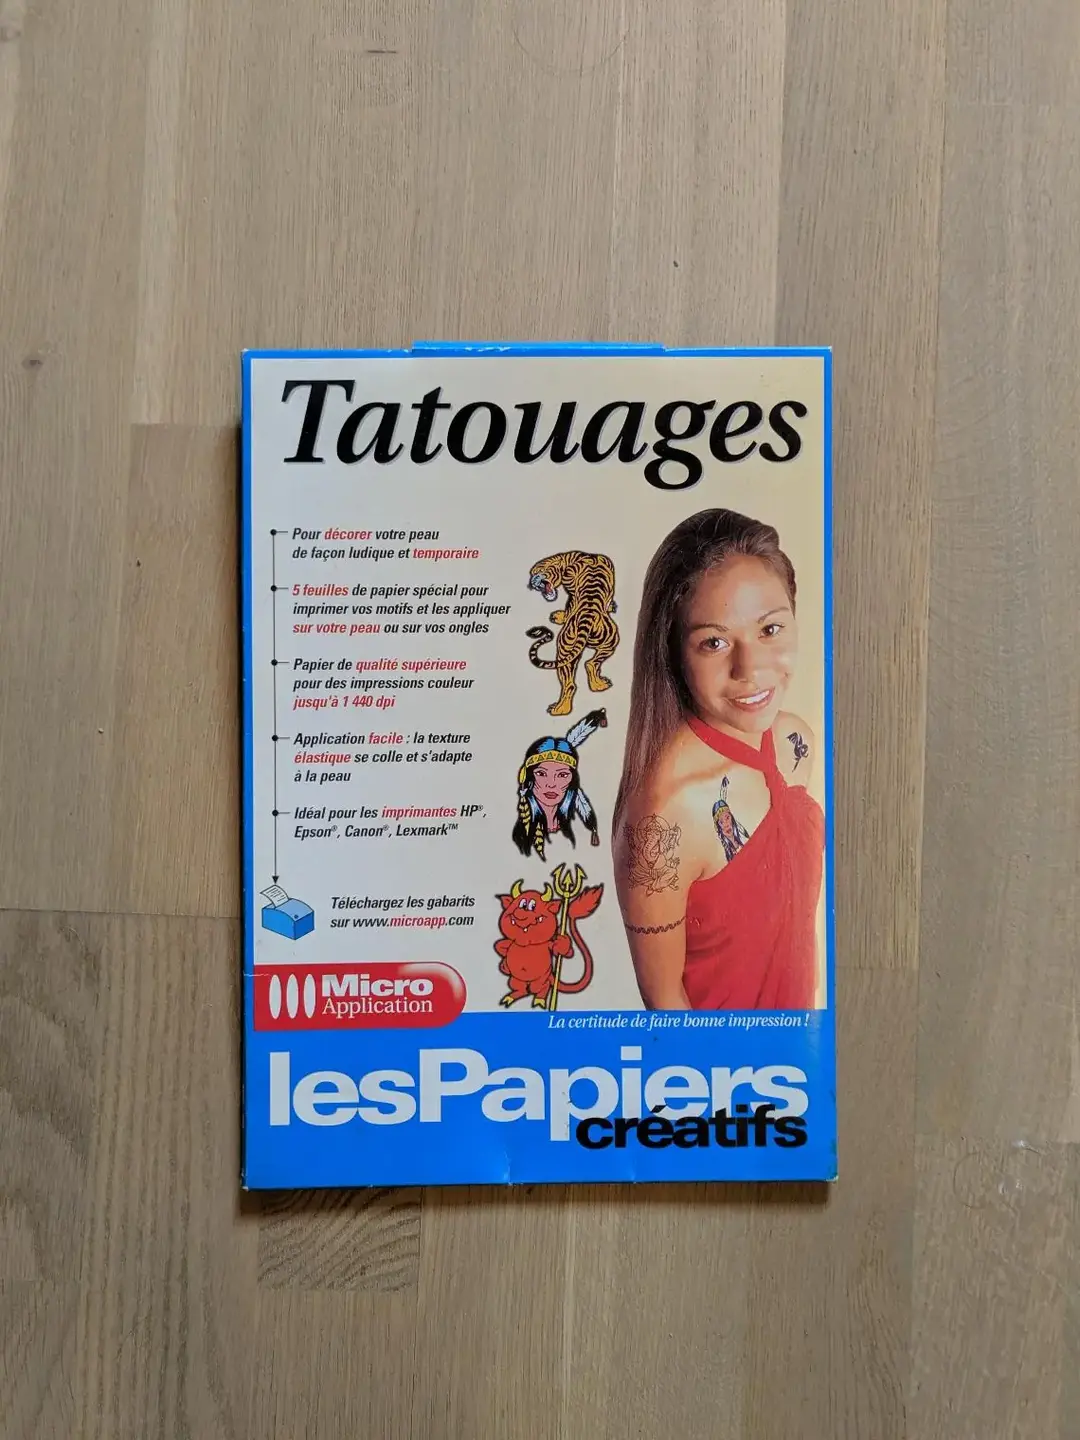 Tatouages
Pour décorer votre peau
de façon ludique et temporaire
5 feuilles de papier spécial pour
imprimer vos motifs et les appliquer
sur votre peau ou sur vos ongles
Papier de qualité supérieure
pour des impressions couleur
jusqu'à 1 440 dpi
Application facile : la texture
élastique se colle et s'adapte
à la peau
Idéal pour les imprimantes HP®,
Epson®, Canon®, Lexmark™
Téléchargez les gabarits
sur www.microapp.com
Micro
Application
La certitude de faire bonne impression !
lesPapiers
créatifs